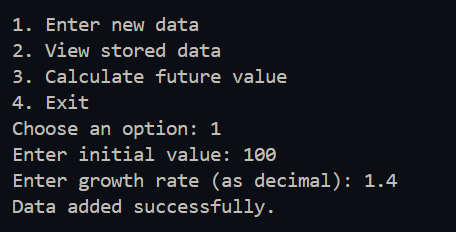 1. Enter new data
2. View stored data
3. Calculate future value
4. Exit
Choose an option: 1
Enter initial value: 100
Enter growth rate (as decimal): 1.4
Data added successfully.